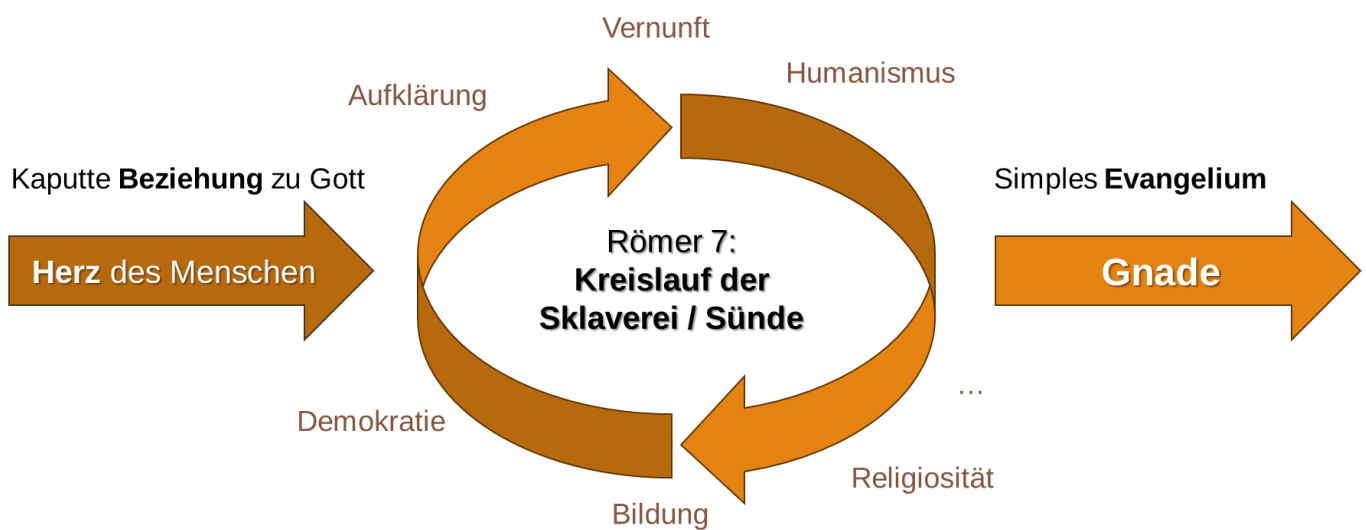 Vernunft
Humanismus
Aufklärung
Kaputte Beziehung zu Gott
Herz des Menschen
Römer 7:
Kreislauf der
Sklaverei / Sünde
Simples Evangelium
Gnade
...
Demokratie
Religiosität
Bildung